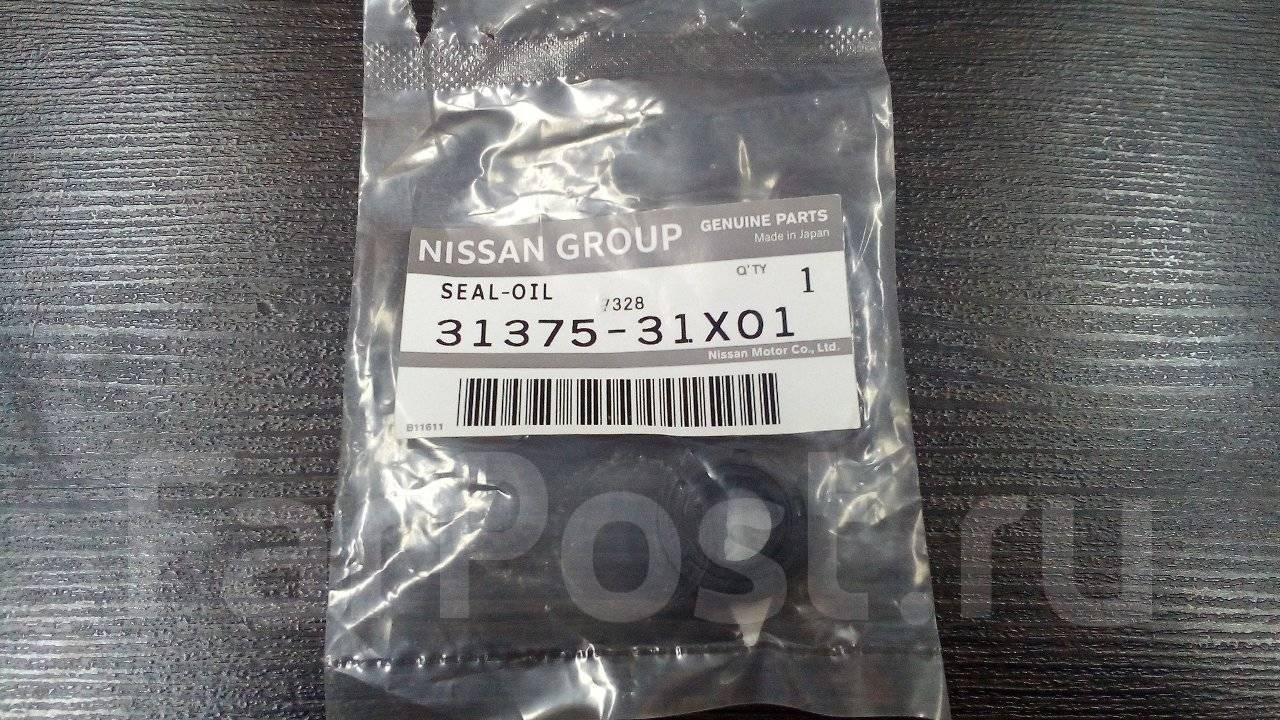 NISSAN GROUP GENUINE PARTS
Made in Japan
SEAL-OIL Q'TY 1
7328
31375-31X01
Nissan Motor Co., Ltd.
B11611
FarPost.ru